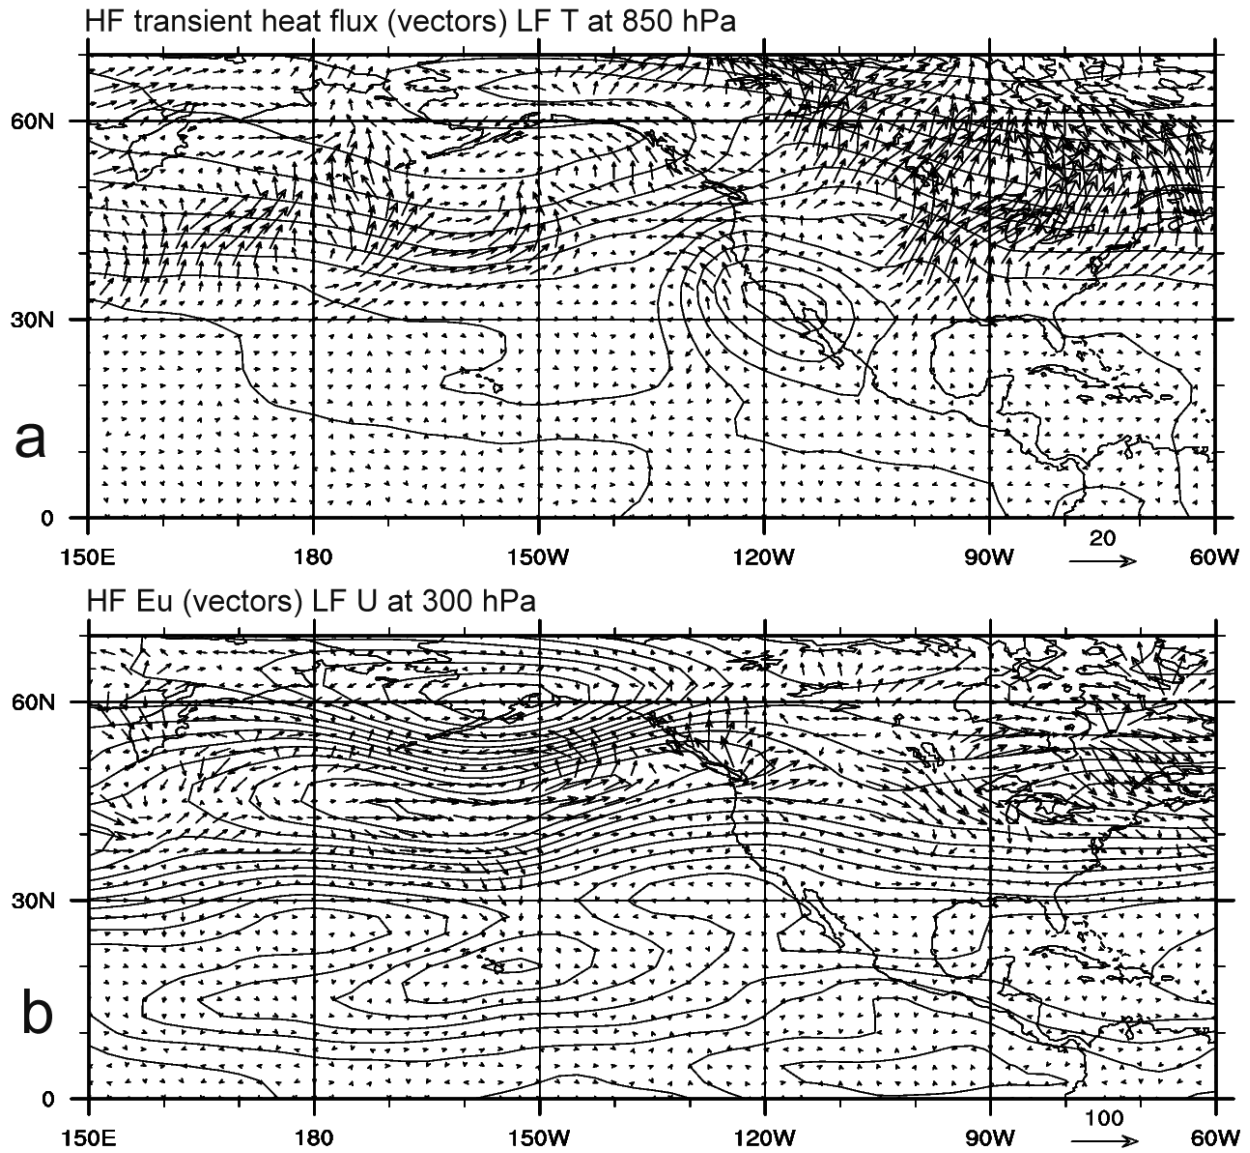 HF transient heat flux (vectors) LF T at 850 hPa
60N
30N
a
0
150E 180 150W 120W 90W 20 60W
HF Eu (vectors) LF U at 300 hPa
60N
30N
b
0
150E 180 150W 120W 90W 100 60W